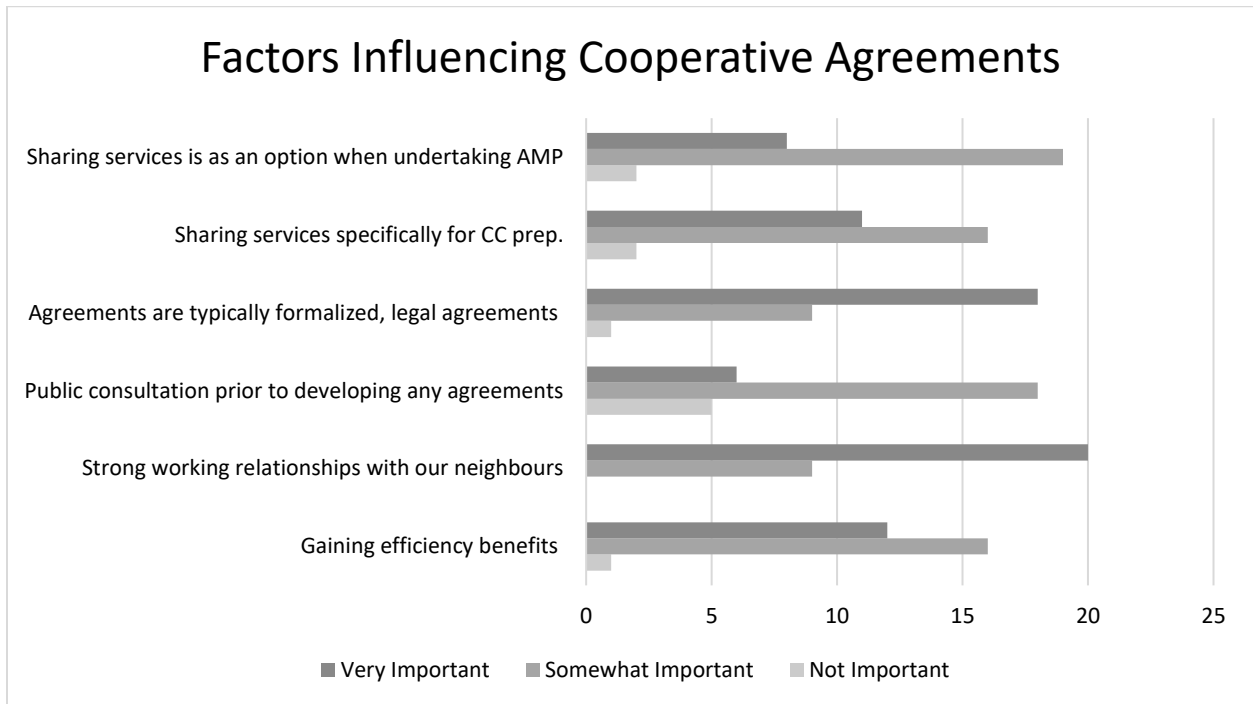 Factors Influencing Cooperative Agreements
Sharing services is as an option when undertaking AMP
Sharing services specifically for CC prep.
Agreements are typically formalized, legal agreements
Public consultation prior to developing any agreements
Strong working relationships with our neighbours
Gaining efficiency benefits
0 5 10 15 20 25
Very Important Somewhat Important Not Important